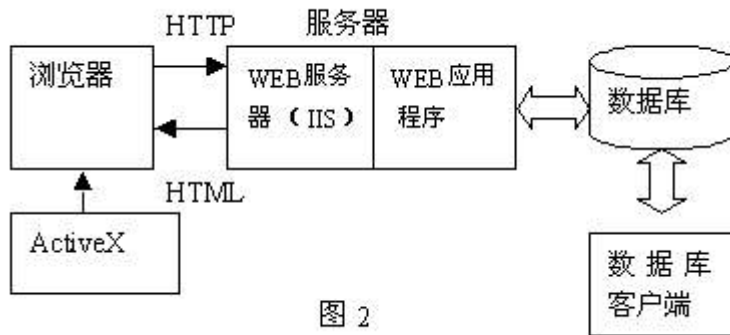 HTTP
服务器
浏览器
WEB服务
器（IIS）
WEB应用
程序
数据库
HTML
ActiveX
数据库
客户端
图 2